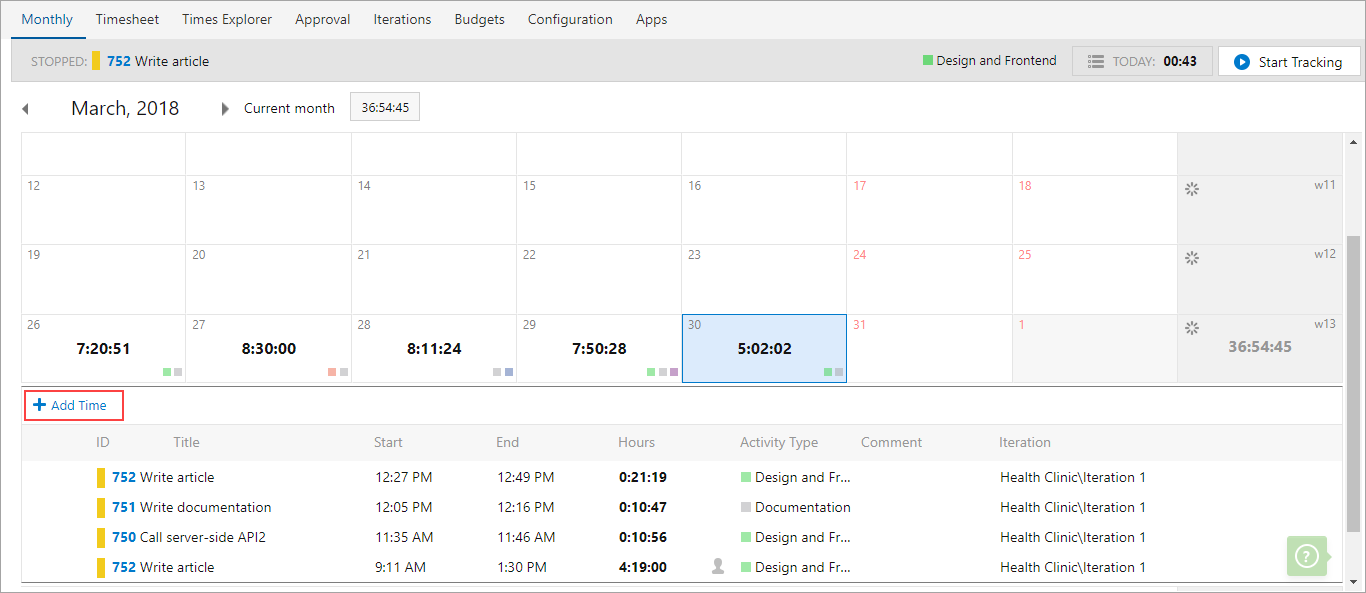 Monthly Timesheet Times Explorer Approval Iterations Budgets Configuration Apps
STOPPED: 752 Write article Design and Frontend TODAY: 00:43 Start Tracking
March, 2018 Current month 36:54:45
12 13 14 15 16 17 18 w11
19 20 21 22 23 24 25 w12
26 27 28 29 30 31 1 w13
7:20:51 8:30:00 8:11:24 7:50:28 5:02:02 36:54:45
+ Add Time
ID Title Start End Hours Activity Type Comment Iteration
752 Write article 12:27 PM 12:49 PM 0:21:19 Design and Fr... Health Clinic\Iteration 1
751 Write documentation 12:05 PM 12:16 PM 0:10:47 Documentation Health Clinic\Iteration 1
750 Call server-side API2 11:35 AM 11:46 AM 0:10:56 Design and Fr... Health Clinic\Iteration 1
752 Write article 9:11 AM 1:30 PM 4:19:00 Design and Fr... Health Clinic\Iteration 1
?